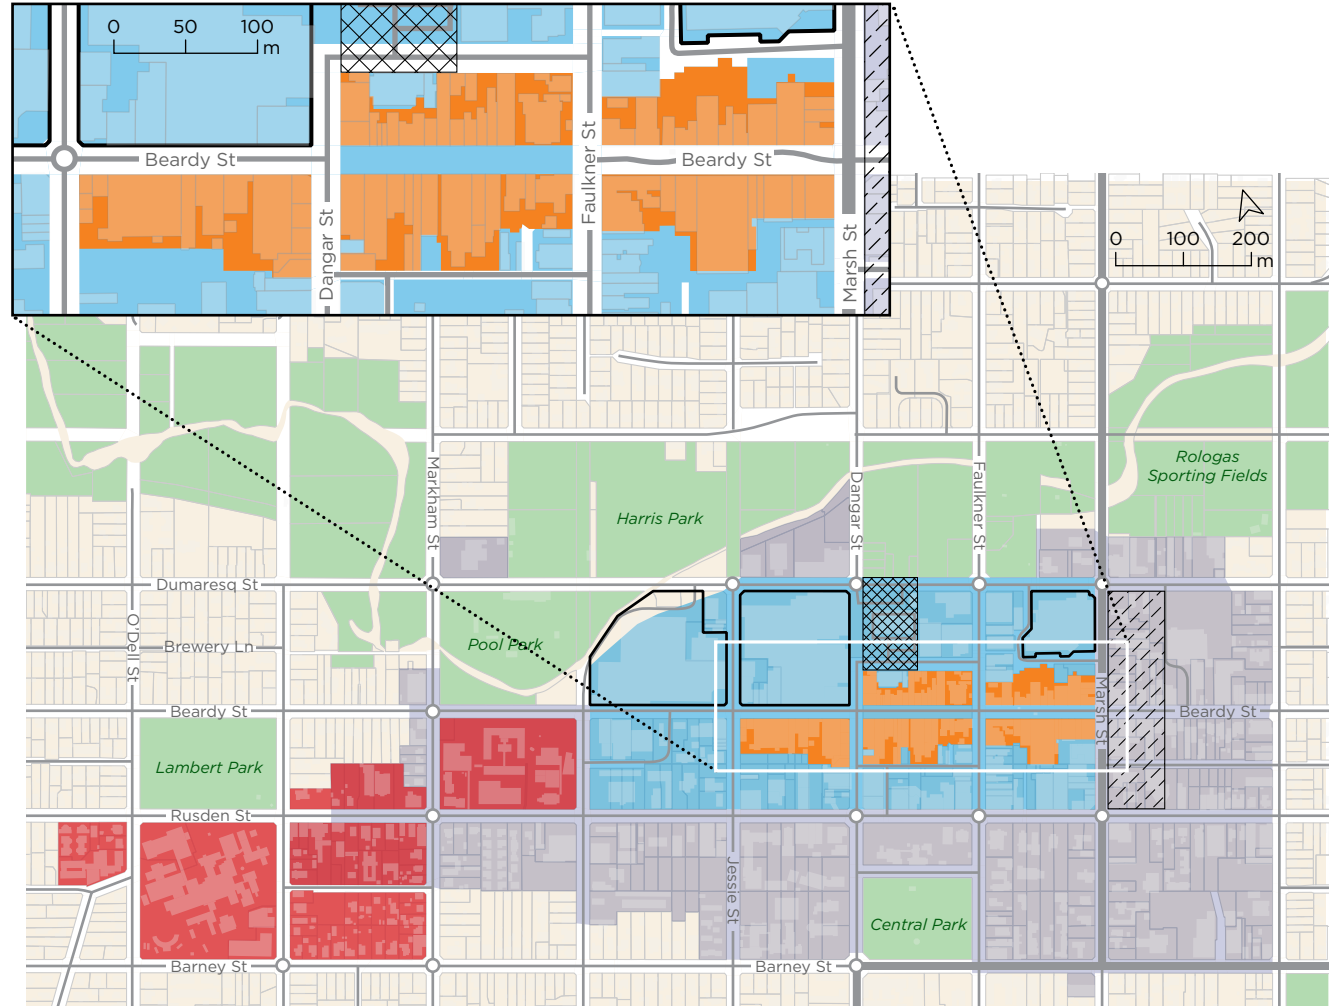 0 50 100
m
Beardy St
Beardy St
Dangar St
Faulkner St
Marsh St
0 100 200
m
Rologas
Sporting Fields
Markham St
Harris Park
Dangar St
Faulkner St
Dumaresq St
O'Dell St
Brewery Ln
Pool Park
Beardy St
Marsh St
Beardy St
Lambert Park
Rusden St
Jessie St
Central Park
Barney St
Barney St